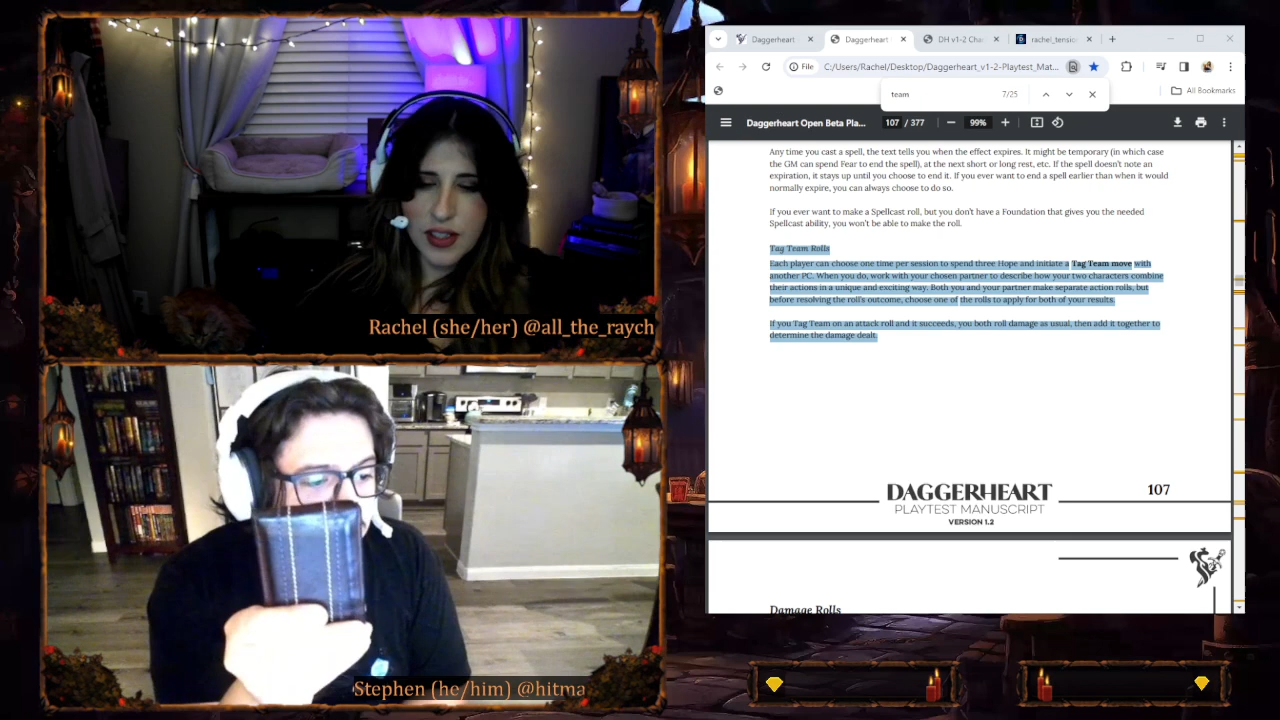 Rachel (she/her) @all_the_raych
Stephen (he/him) @hitma
Daggerheart
Daggerheart
DH v1-2 Cha
rachel_tensio
File
C:/Users/Rachel/Desktop/Daggerheart_v1-2-Playtest_Mat...
team
7/25
All Bookmarks
Daggerheart Open Beta Pla...
107 / 377
99%
Any time you cast a spell, the text tells you when the effect expires. It might be temporary (in which case
the GM can spend Fear to end the spell), at the next short or long rest, etc. If the spell doesn't note an
expiration, it stays up until you choose to end it. If you ever want to end a spell earlier than when it would
normally expire, you can always choose to do so.
If you ever want to make a Spellcast roll, but you don't have a Foundation that gives you the needed
Spellcast ability, you won't be able to make the roll.
Tag Team Rolls
Each player can choose one time per session to spend three Hope and initiate a Tag Team move with
another PC. When you do, work with your chosen partner to describe how your two characters combine
their actions in a unique and exciting way. Both you and your partner make separate action rolls, but
before resolving the roll's outcome, choose one of the rolls to apply for both of your results.
If you Tag Team on an attack roll and it succeeds, you both roll damage as usual, then add it together to
determine the damage dealt.
DAGGERHEART
PLAYTEST MANUSCRIPT
VERSION 1.2
107
Damage Rolls